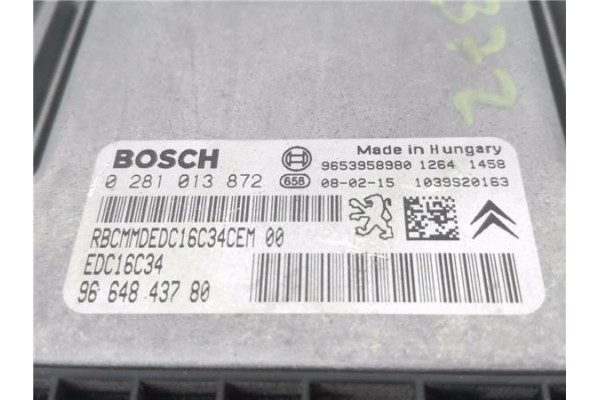 BOSCH
Made in Hungary
9653958980 1264 1458
0 281 013 872
658
08-02-15 1039S20163
RBCMMDEDC16C34CEM 00
EDC16C34
96 648 437 80